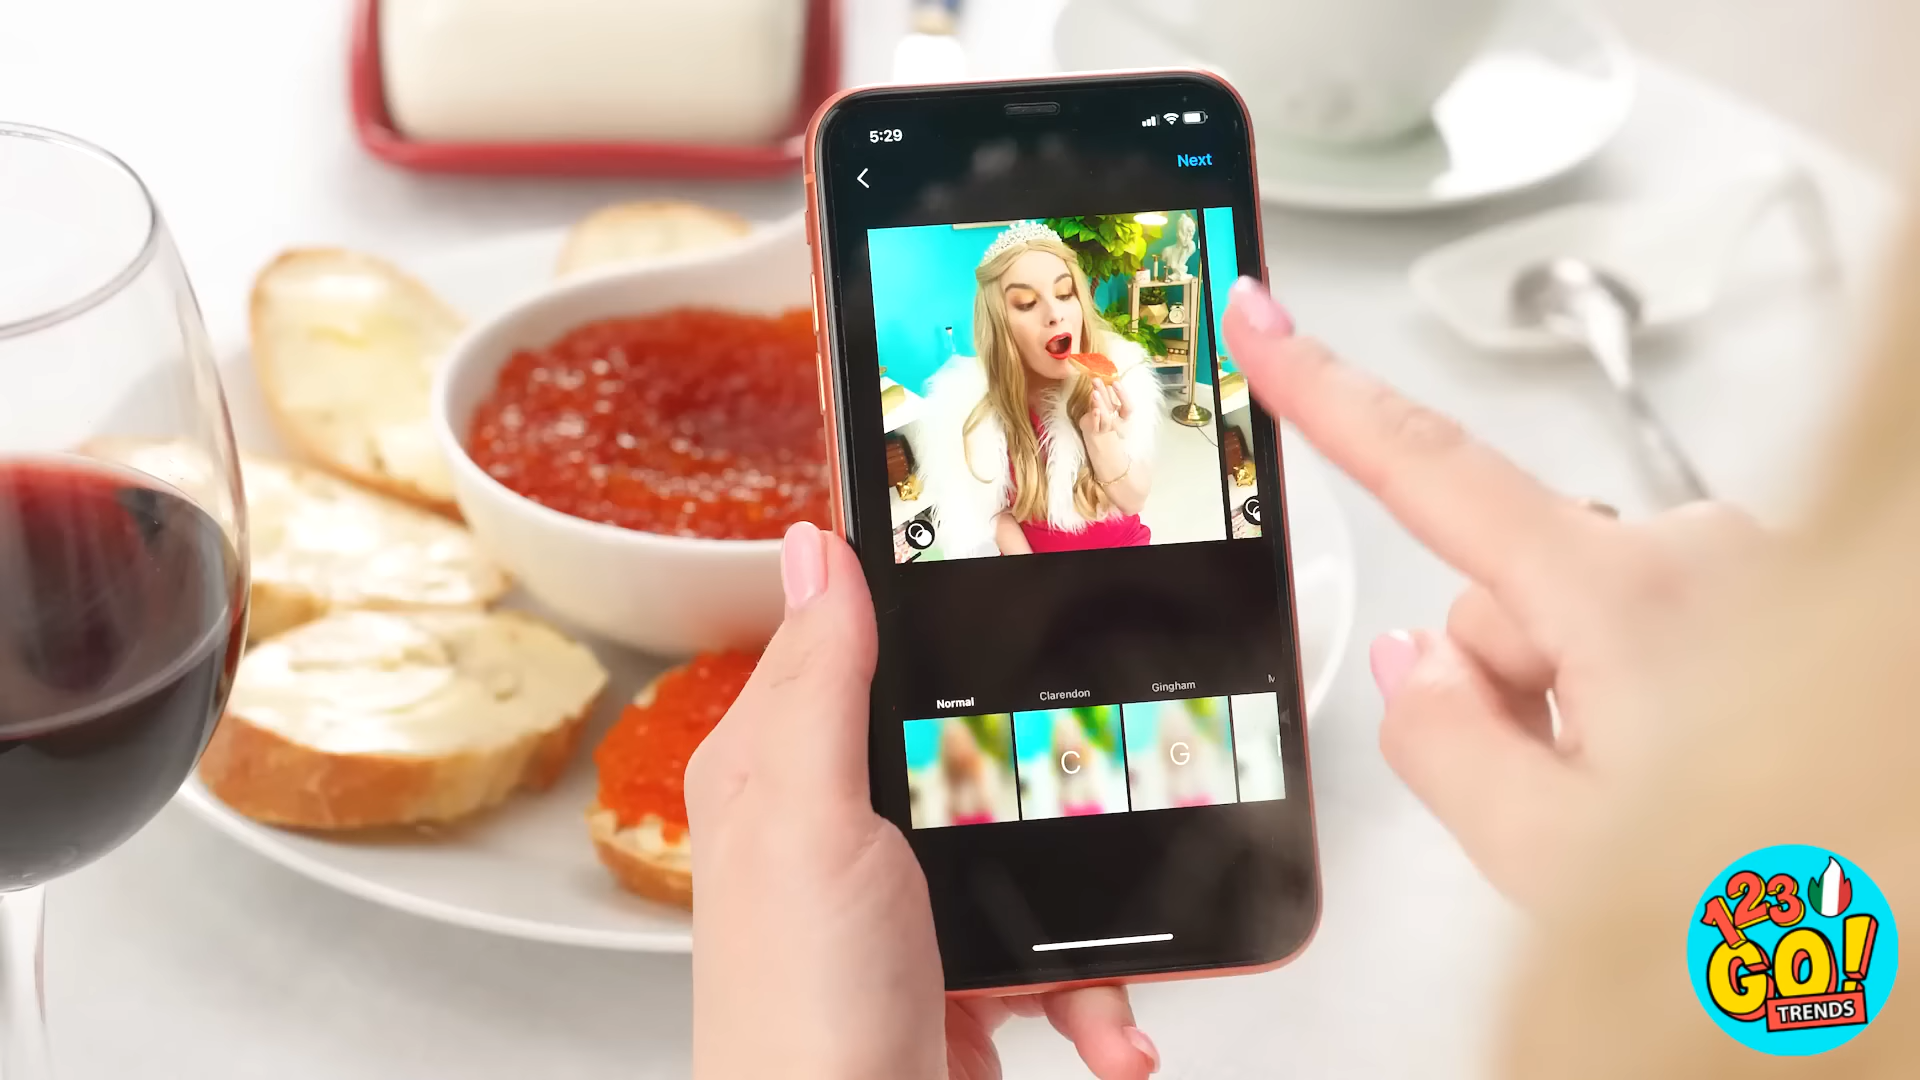 5:29
Next
Normal
Clarendon
Gingham
M
C
G
123
GO!
TRENDS